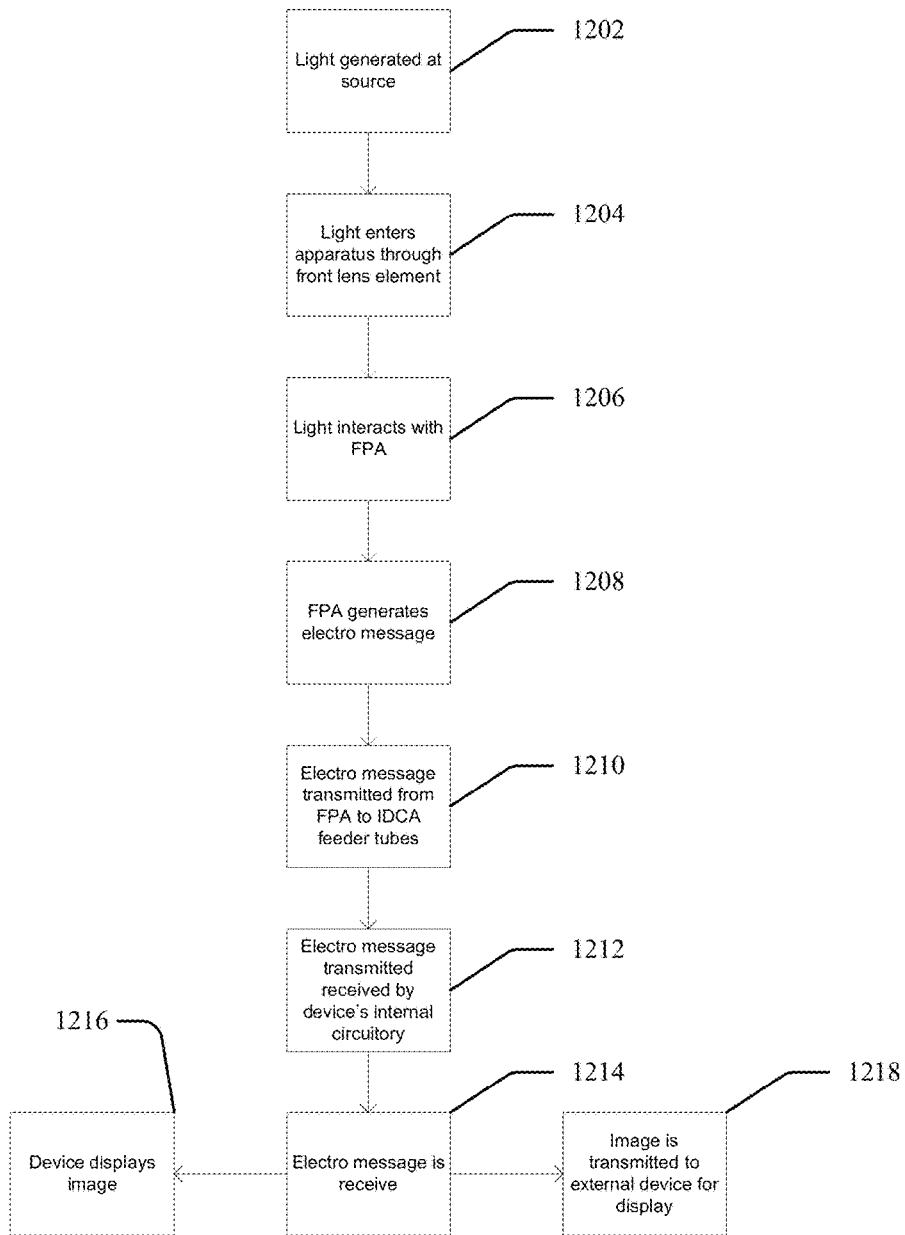 1202
Light generated at
source
1204
Light enters
apparatus through
front lens element
1206
Light interacts with
FPA
1208
FPA generates
electro message
1210
Electro message
transmitted from
FPA to IDCA
feeder tubes
1212
Electro message
transmitted
received by
device's internal
circuitory
1216
1214
1218
Device displays
image
Electro message is
receive
Image is
transmitted to
external device for
display